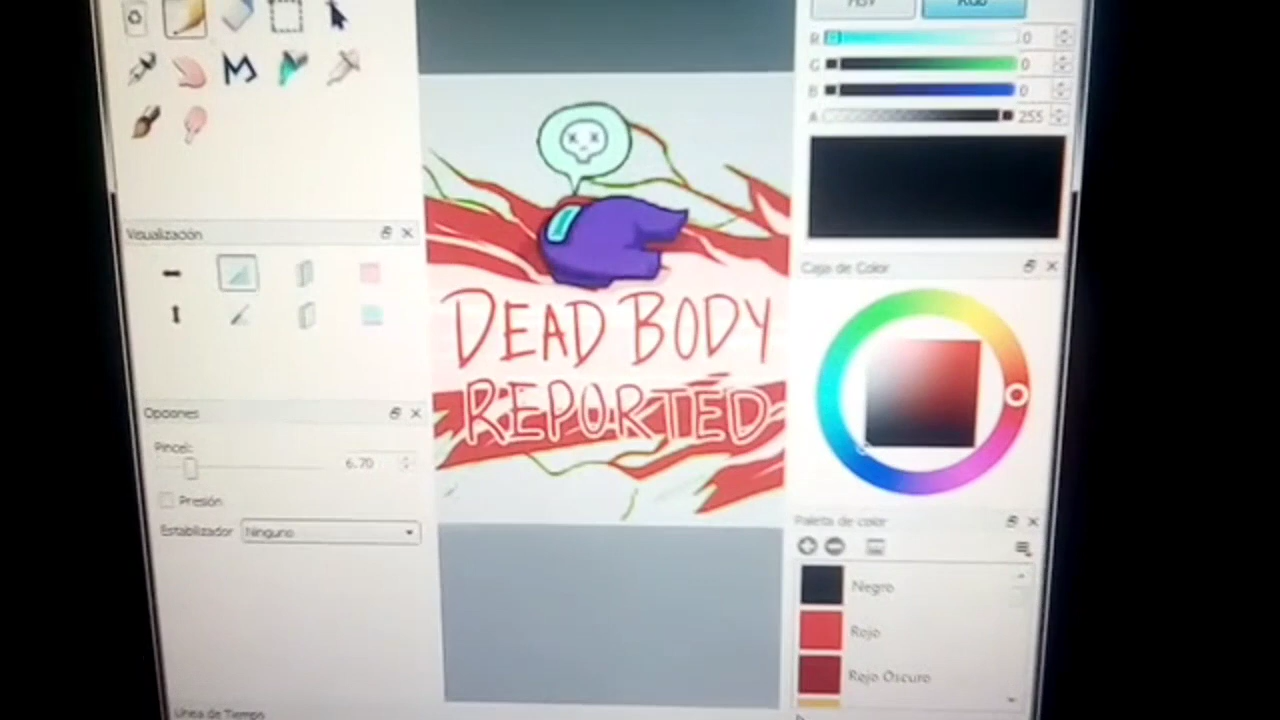 HSV
RGB
R
0
G
0
B
0
A
255
Visualización
Caja de Color
DEAD BODY
REPORTED
Opciones
Pincel:
6.70
Presión
Estabilizador
Ninguno
Paleta de color
Negro
Rojo
Rojo Oscuro
Línea de Tiempo